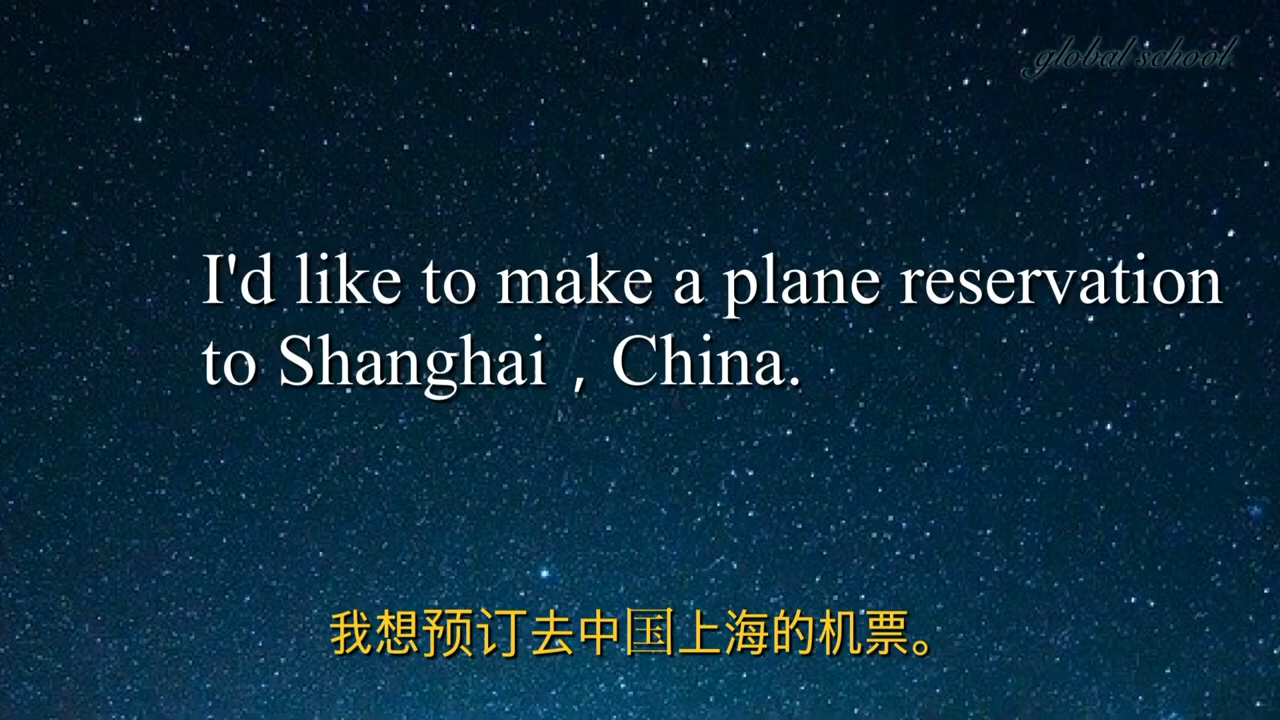 global school
I'd like to make a plane reservation
to Shanghai，China.
我想预订去中国上海的机票。